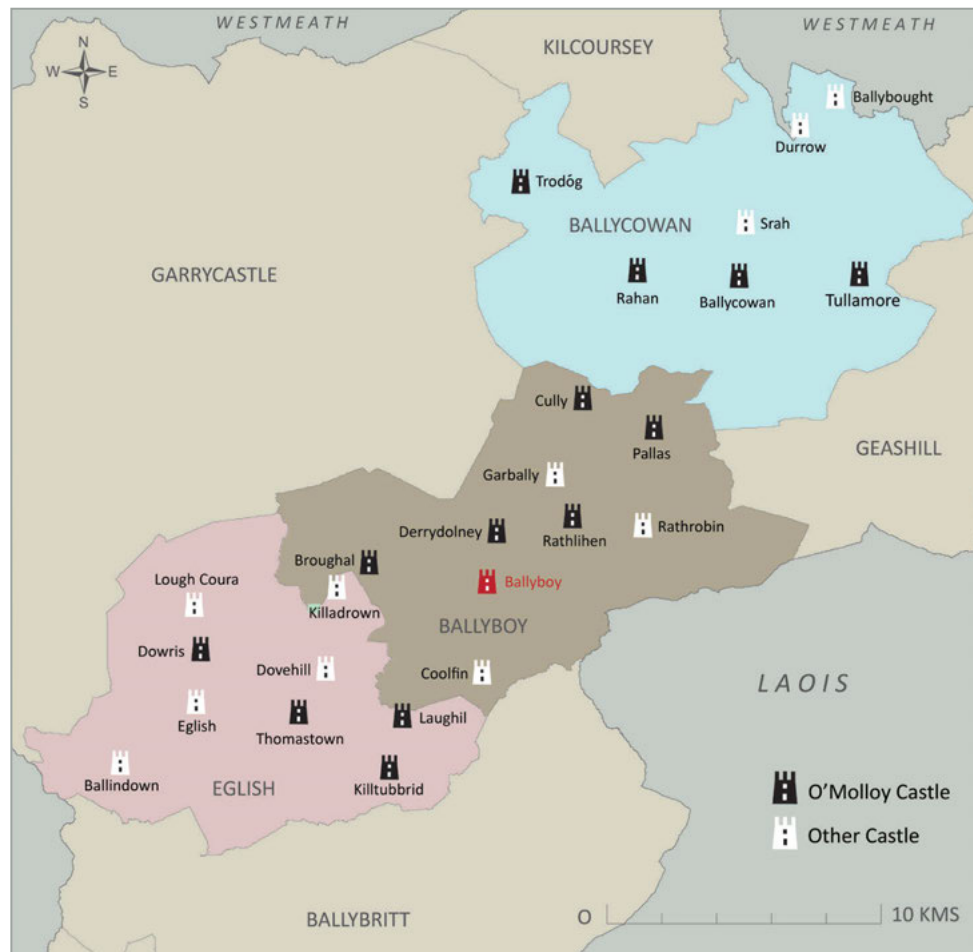 WESTMEATH
WESTMEATH
KILCOURSEY
N
W E
S
Ballybought
Durrow
Trodóg
BALLYCOWAN
Srah
GARRYCASTLE
Rahan
Ballycowan
Tullamore
Cully
Pallas
GEASHILL
Garbally
Derrydolney
Rathlihen
Rathrobin
Broughal
Lough Coura
Killadrown
Ballyboy
BALLYBOY
Dowris
Dovehill
Coolfin
LAOIS
Eglish
Thomastown
Laughil
Ballindown
EGLISH
Killtubbrid
O'Molloy Castle
Other Castle
BALLYBRITT
O
10 KMS